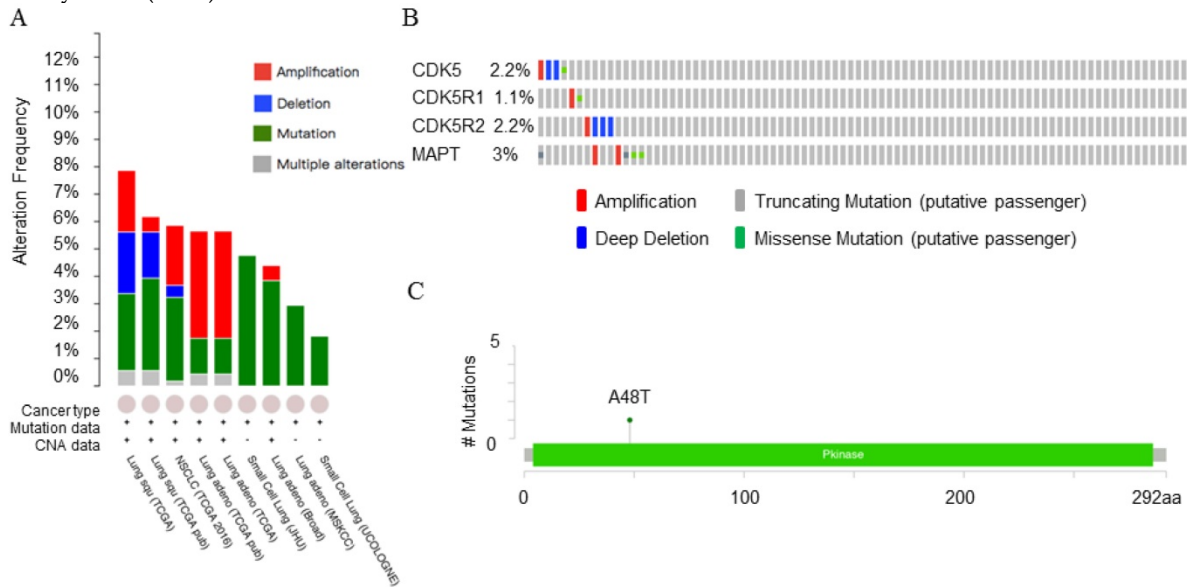 A
12%
11%
10%
9%
8%
7%
6%
5%
4%
3%
2%
1%
0%
Alteration Frequency
Amplification
Deletion
Mutation
Multiple alterations
Cancer type
Mutation data + + + + + + + + +
CNA data + + + + + - + - -
Lung squ (TCGA)
Lung squ (TCGA pub)
NSCLC (TCGA 2016)
Lung adeno (TCGA pub)
Lung adeno (TCGA)
Small Cell Lung (JHU)
Lung adeno (Broad)
Lung adeno (MSKCC)
Small Cell Lung (UCOLOGNE)
B
CDK5 2.2%
CDK5R1 1.1%
CDK5R2 2.2%
MAPT 3%
Amplification
Truncating Mutation (putative passenger)
Deep Deletion
Missense Mutation (putative passenger)
C
# Mutations
5
0
A48T
Pkinase
0 100 200 292aa